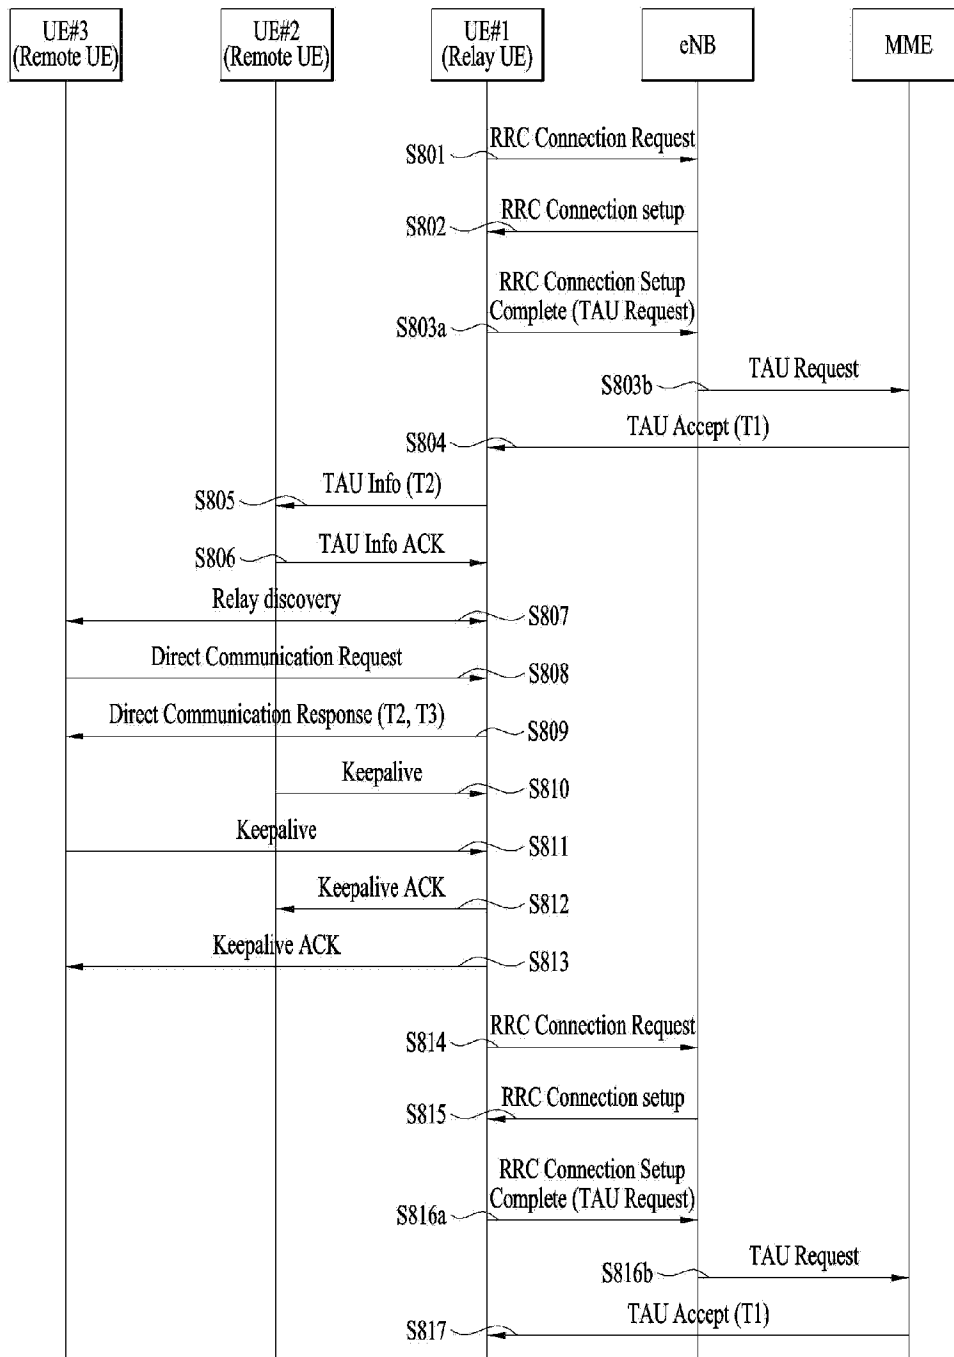 UE#3
(Remote UE)
UE#2
(Remote UE)
UE#1
(Relay UE)
eNB
MME
RRC Connection Request
S801
RRC Connection setup
S802
RRC Connection Setup
Complete (TAU Request)
S803a
TAU Request
S803b
TAU Accept (T1)
S804
TAU Info (T2)
S805
TAU Info ACK
S806
Relay discovery
S807
Direct Communication Request
S808
Direct Communication Response (T2, T3)
S809
Keepalive
S810
Keepalive
S811
Keepalive ACK
S812
Keepalive ACK
S813
RRC Connection Request
S814
RRC Connection setup
S815
RRC Connection Setup
Complete (TAU Request)
S816a
TAU Request
S816b
TAU Accept (T1)
S817